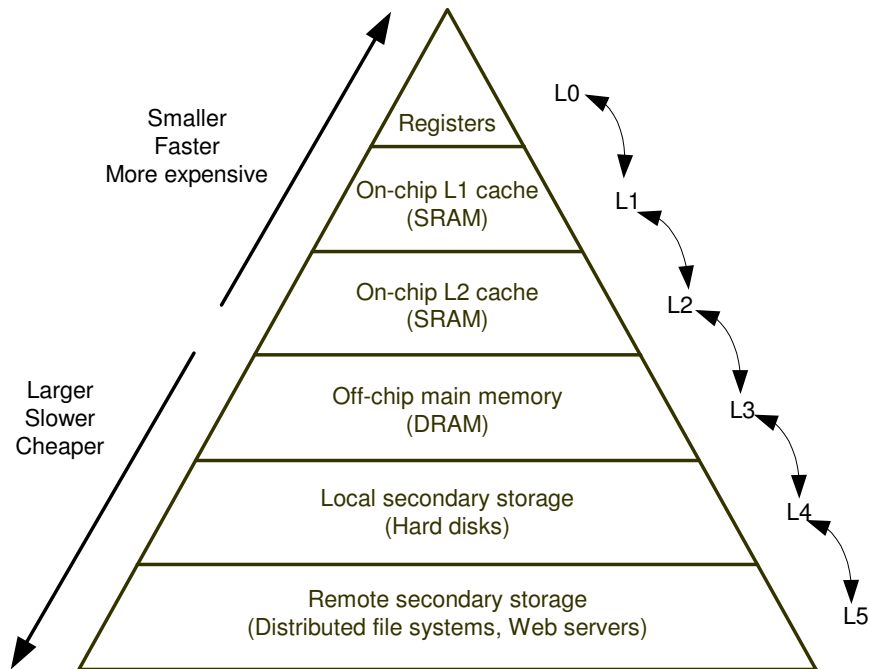 Smaller
Faster
More expensive
Larger
Slower
Cheaper
Registers
On-chip L1 cache
(SRAM)
On-chip L2 cache
(SRAM)
Off-chip main memory
(DRAM)
Local secondary storage
(Hard disks)
Remote secondary storage
(Distributed file systems, Web servers)
L0
L1
L2
L3
L4
L5